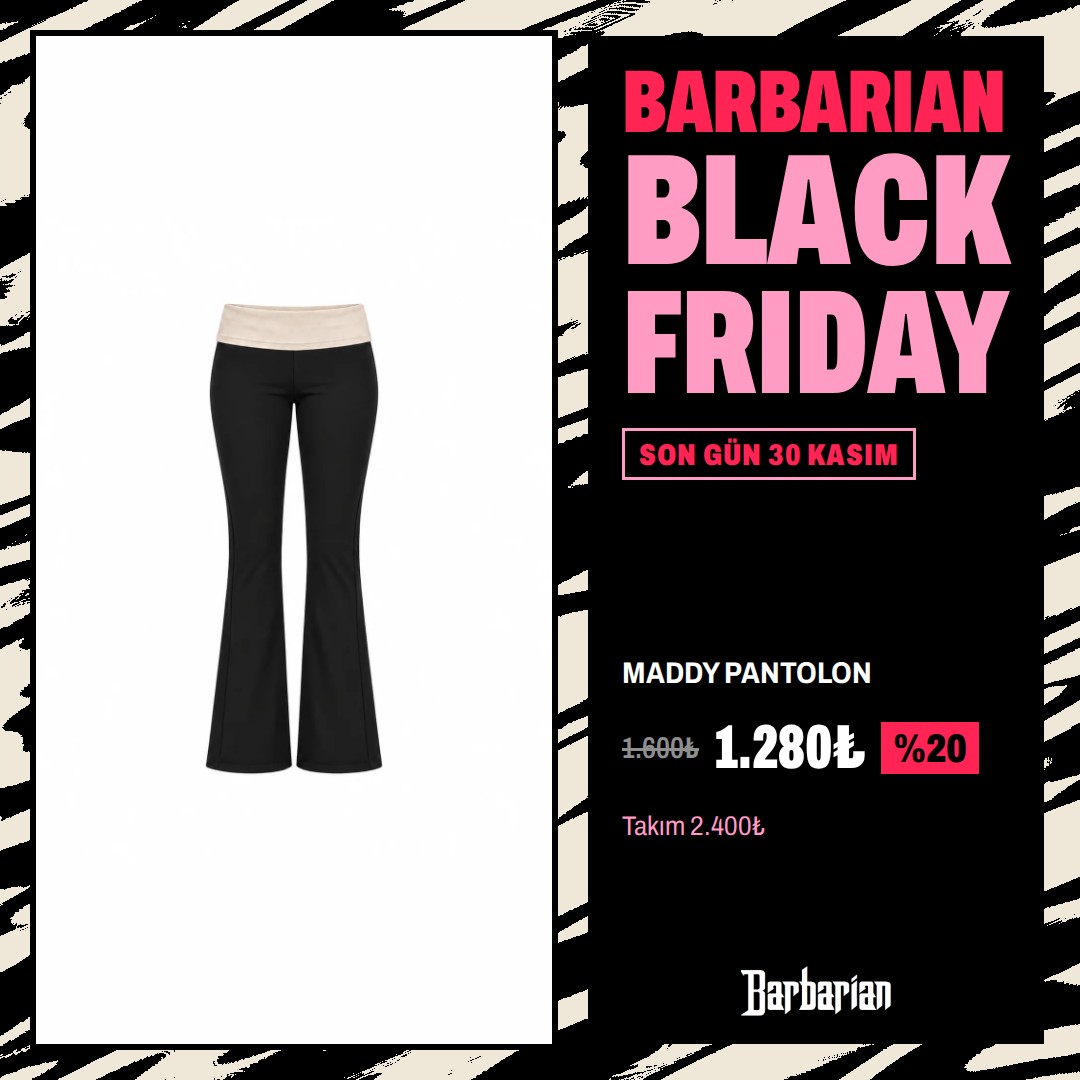 BARBARIAN
BLACK
FRIDAY
SON GÜN 30 KASIM
MADDY PANTOLON
1.600₺ 1.280₺ %20
Takım 2.400₺
Barbarian